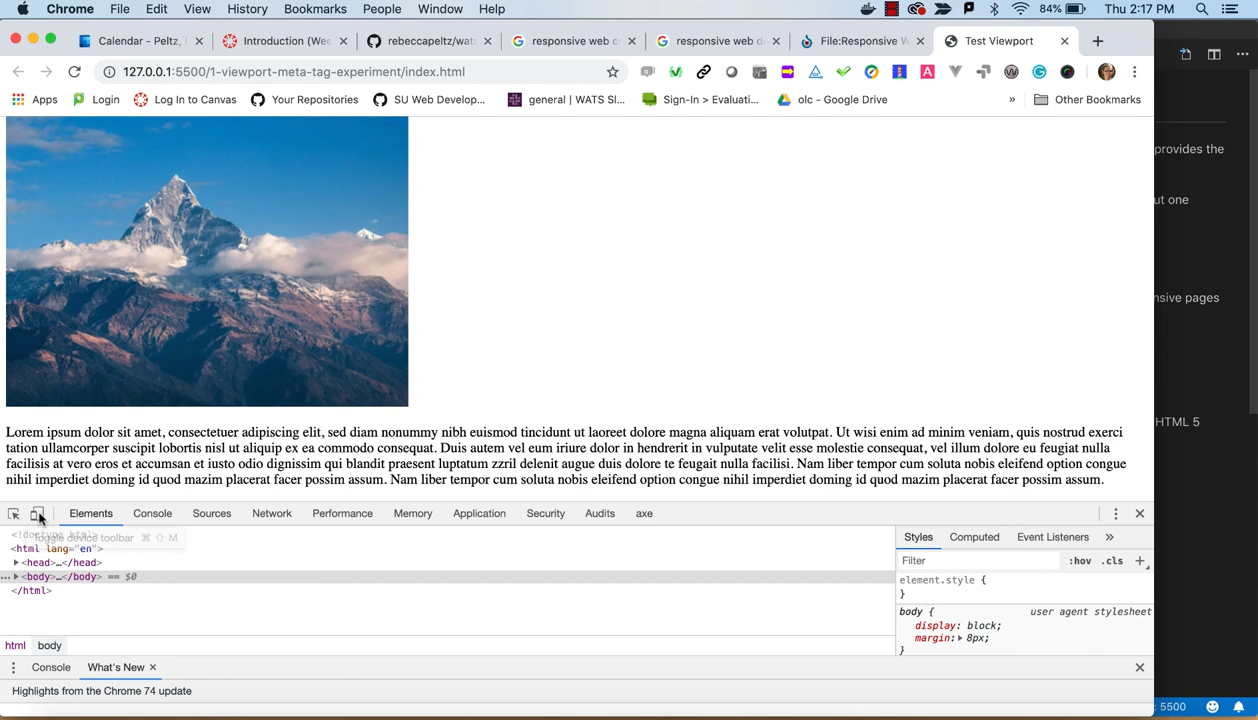 Chrome File Edit View History Bookmarks People Window Help 84% Thu 2:17 PM
Calendar - Peltz, Introduction (Wee rebeccapeltz/wat responsive web c responsive web d File:Responsive W Test Viewport
127.0.0.1:5500/1-viewport-meta-tag-experiment/index.html
Apps Login Log In to Canvas Your Repositories SU Web Develop... general | WATS Sl... Sign-In > Evaluati... olc - Google Drive » Other Bookmarks
provides the
ut one
nsive pages
HTML 5
Lorem ipsum dolor sit amet, consectetuer adipiscing elit, sed diam nonummy nibh euismod tincidunt ut laoreet dolore magna aliquam erat volutpat. Ut wisi enim ad minim veniam, quis nostrud exerci
tation ullamcorper suscipit lobortis nisl ut aliquip ex ea commodo consequat. Duis autem vel eum iriure dolor in hendrerit in vulputate velit esse molestie consequat, vel illum dolore eu feugiat nulla
facilisis at vero eros et accumsan et iusto odio dignissim qui blandit praesent luptatum zzril delenit augue duis dolore te feugait nulla facilisi. Nam liber tempor cum soluta nobis eleifend option congue
nihil imperdiet doming id quod mazim placerat facer possim assum. Nam liber tempor cum soluta nobis eleifend option congue nihil imperdiet doming id quod mazim placerat facer possim assum.
Elements Console Sources Network Performance Memory Application Security Audits axe
<!doctype html>
Toggle device toolbar ⌘ ⇧ M
<html lang="en">
<head>…</head>
<body>…</body> == $0
</html>
Styles Computed Event Listeners »
Filter :hov .cls +
element.style {
}
body { user agent stylesheet
display: block;
margin: 8px;
}
html body
Console What's New ×
Highlights from the Chrome 74 update
: 5500